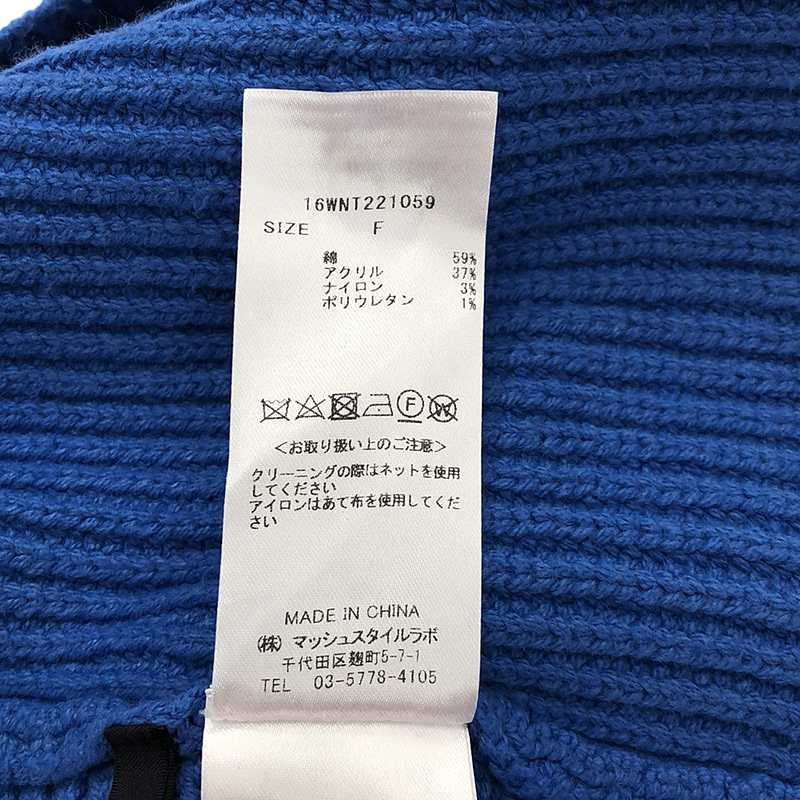 16WNT221059
SIZE F
綿 59%
アクリル 37%
ナイロン 3%
ポリウレタン 1%
F W
<お取り扱い上のご注意>
クリーニングの際はネットを使用
してください
アイロンはあて布を使用してくだ
さい
MADE IN CHINA
(株) マッシュスタイルラボ
千代田区麹町5-7-1
TEL 03-5778-4105